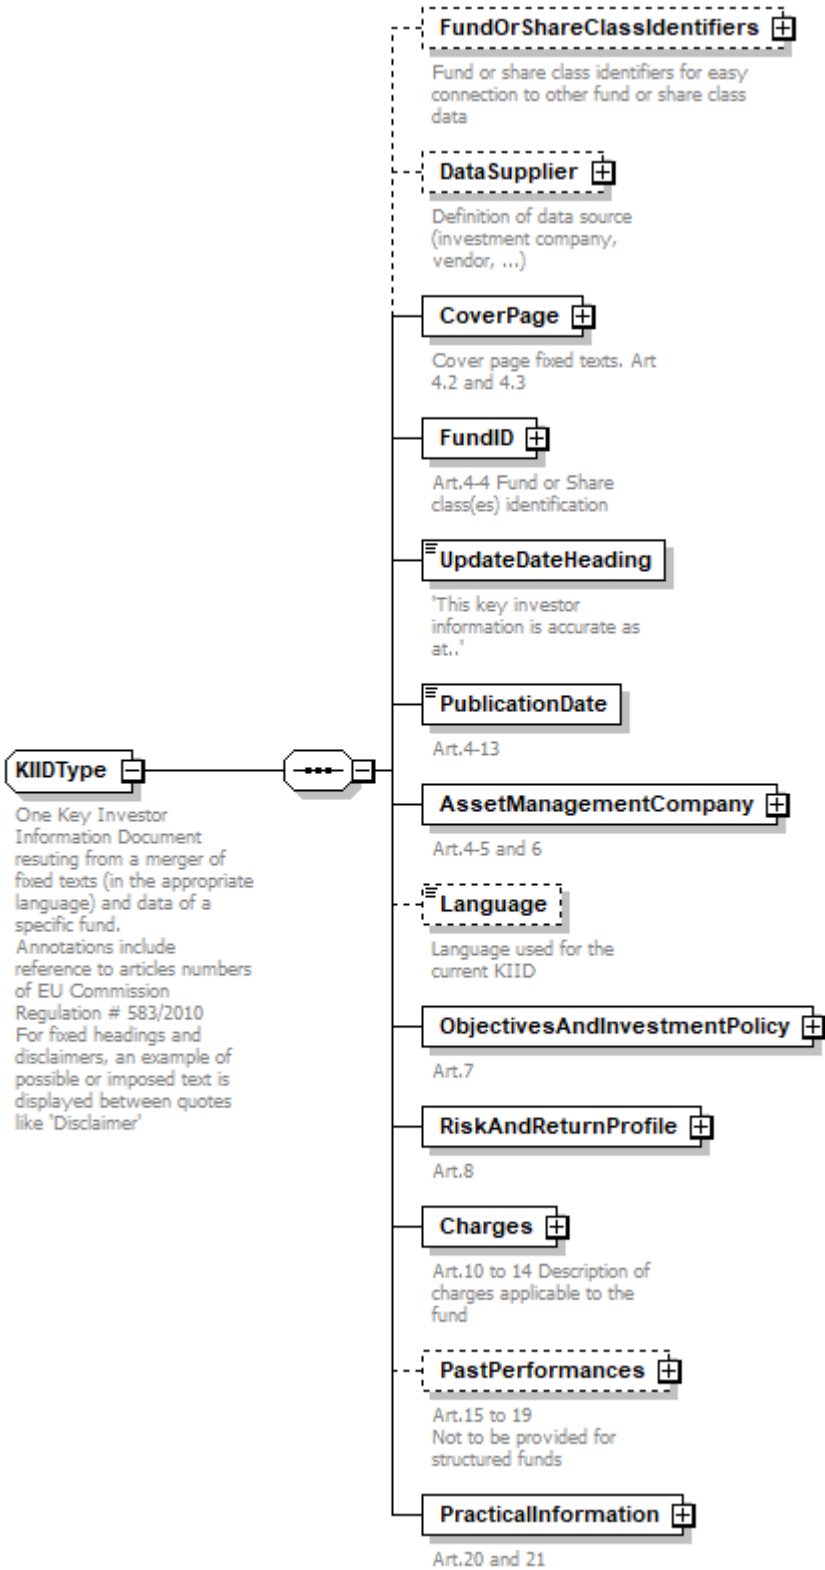 FundOrShareClassIdentifiers
Fund or share class identifiers for easy
connection to other fund or share class
data
DataSupplier
Definition of data source
(investment company,
vendor, ...)
CoverPage
Cover page fixed texts. Art
4.2 and 4.3
FundID
Art.4-4 Fund or Share
class(es) identification
UpdateDateHeading
'This key investor
information is accurate as
at..'
PublicationDate
Art.4-13
KIIDType
One Key Investor
Information Document
resuting from a merger of
fixed texts (in the appropriate
language) and data of a
specific fund.
Annotations include
reference to articles numbers
of EU Commission
Regulation # 583/2010
For fixed headings and
disclaimers, an example of
possible or imposed text is
displayed between quotes
like 'Disclaimer'
AssetManagementCompany
Art.4-5 and 6
Language
Language used for the
current KIID
ObjectivesAndInvestmentPolicy
Art.7
RiskAndReturnProfile
Art.8
Charges
Art.10 to 14 Description of
charges applicable to the
fund
PastPerformances
Art.15 to 19
Not to be provided for
structured funds
PracticalInformation
Art.20 and 21